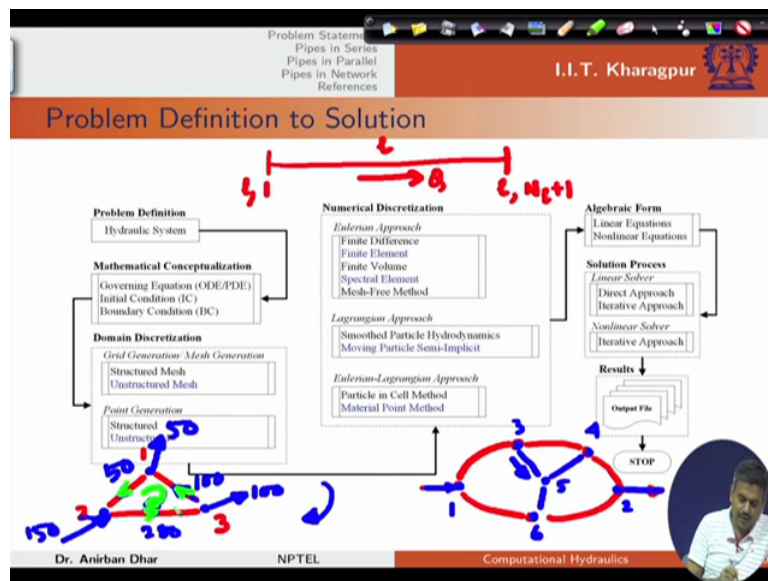 Problem Stateme
Pipes in Series
Pipes in Parallel
Pipes in Network
References
I.I.T. Kharagpur
Problem Definition to Solution
l
l, 1
Q
l, Nl+1
Problem Definition
Hydraulic System
Mathematical Conceptualization
Governing Equation (ODE/PDE)
Initial Condition (IC)
Boundary Condition (BC)
Domain Discretization
Grid Generation/ Mesh Generation
Structured Mesh
Unstructured Mesh
Point Generation
Structured
Unstructu
Numerical Discretization
Eulerian Approach
Finite Difference
Finite Element
Finite Volume
Spectral Element
Mesh-Free Method
Lagrangian Approach
Smoothed Particle Hydrodynamics
Moving Particle Semi-Implicit
Eulerian-Lagrangian Approach
Particle in Cell Method
Material Point Method
Algebraic Form
Linear Equations
Nonlinear Equations
Solution Process
Linear Solver
Direct Approach
Iterative Approach
Nonlinear Solver
Iterative Approach
Results
Output File
STOP
1 50
50 100
2 100
150 200 3
3 4
5
1 2
6
Dr. Anirban Dhar NPTEL Computational Hydraulics